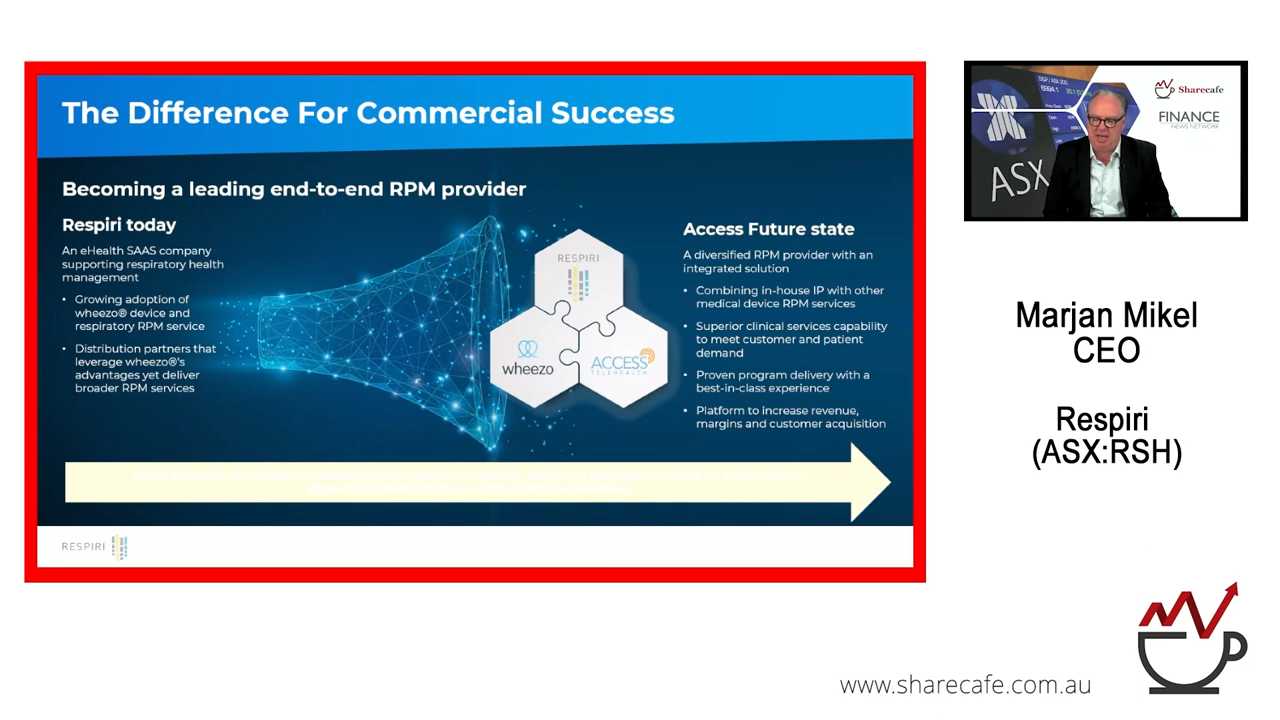 The Difference For Commercial Success
Becoming a leading end-to-end RPM provider
Respiri today
An eHealth SAAS company
supporting respiratory health
management
• Growing adoption of
wheezo® device and
respiratory RPM service
• Distribution partners that
leverage wheezo®'s
advantages yet deliver
broader RPM services
RESPIRI
wheezo
ACCESS
TELEHEALTH
Access Future state
A diversified RPM provider with an
integrated solution
• Combining in-house IP with other
medical device RPM services
• Superior clinical services capability
to meet customer and patient
demand
• Proven program delivery with a
best-in-class experience
• Platform to increase revenue,
margins and customer acquisition
RESPIRI
Sharecafe
FINANCE
NEWS NETWORK
ASX
Marjan Mikel
CEO
Respiri
(ASX:RSH)
www.sharecafe.com.au